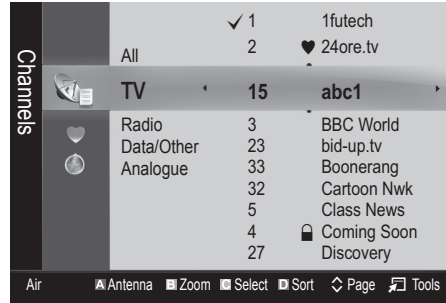 Channels
1 1futech
All 2 24ore.tv
TV 15 abc1
Radio 3 BBC World
Data/Other 23 bid-up.tv
Analogue 33 Boonerang
32 Cartoon Nwk
5 Class News
4 Coming Soon
27 Discovery
Air A Antenna B Zoom C Select D Sort Page Tools